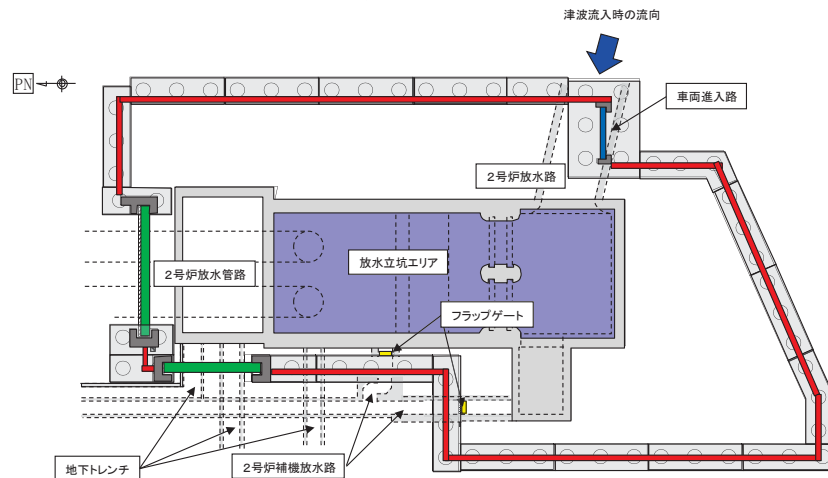 津波流入時の流向
PN
車両進入路
2号炉放水路
2号炉放水管路
放水立坑エリア
フラップゲート
地下トレンチ
2号炉補機放水路